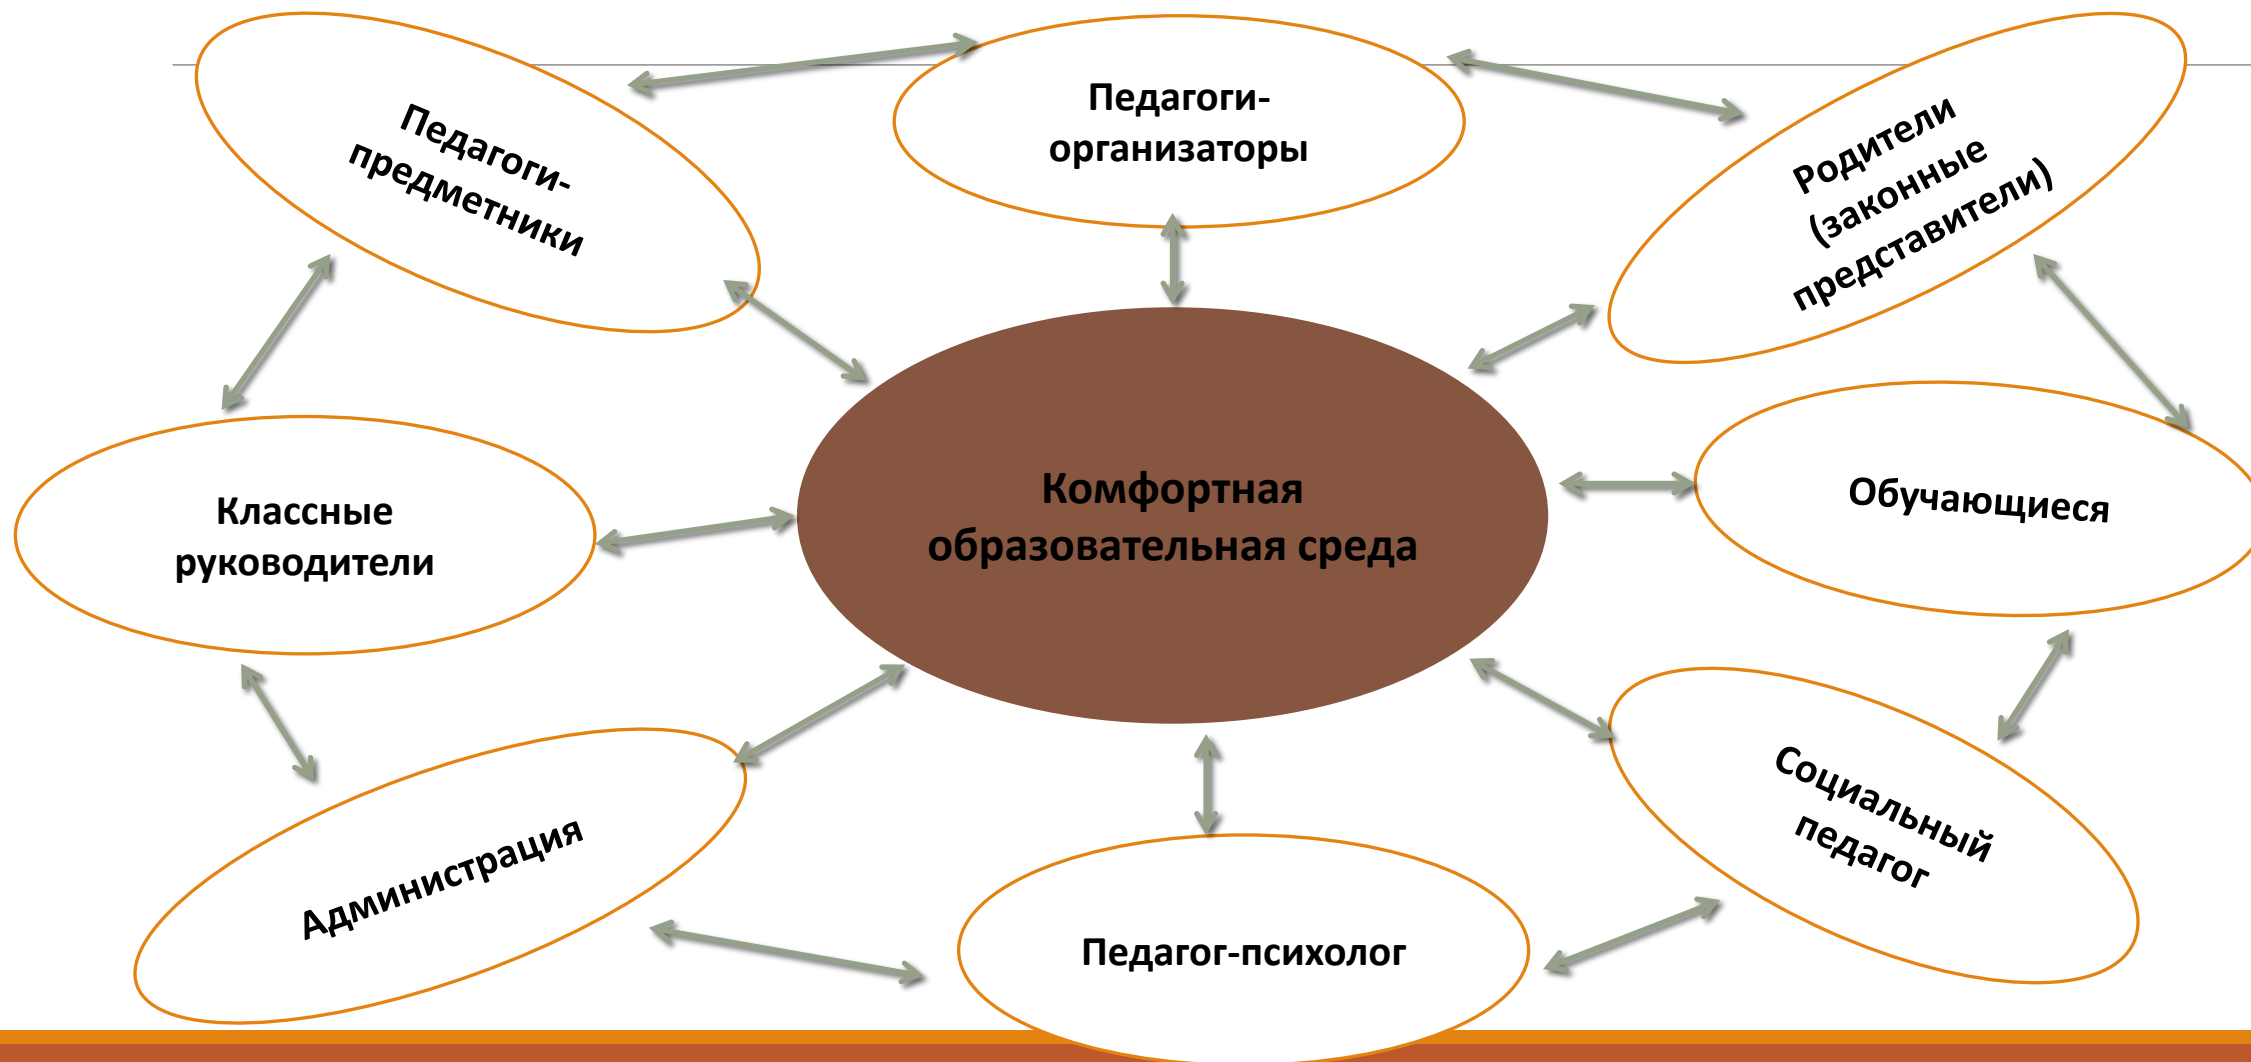 Педагоги-
предметники
Педагоги-
организаторы
Родители
(законные
представители)
Классные
руководители
Комфортная
образовательная среда
Обучающиеся
Администрация
Педагог-психолог
Социальный
педагог